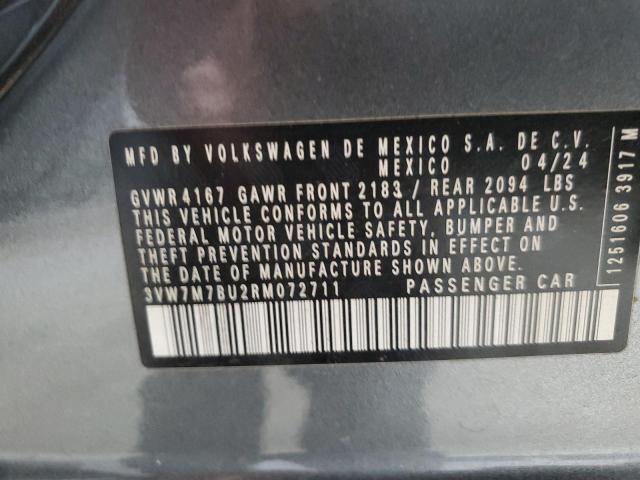 MFD BY VOLKSWAGEN DE MEXICO S.A. DE C.V.
MEXICO 04/24
GVWR 4167 GAWR FRONT 2183 / REAR 2094 LBS
THIS VEHICLE CONFORMS TO ALL APPLICABLE U.S.
FEDERAL MOTOR VEHICLE SAFETY, BUMPER AND
THEFT PREVENTION STANDARDS IN EFFECT ON
THE DATE OF MANUFACTURE SHOWN ABOVE.
3VW7M7BU2RM072711 PASSENGER CAR
1251606 3917 M